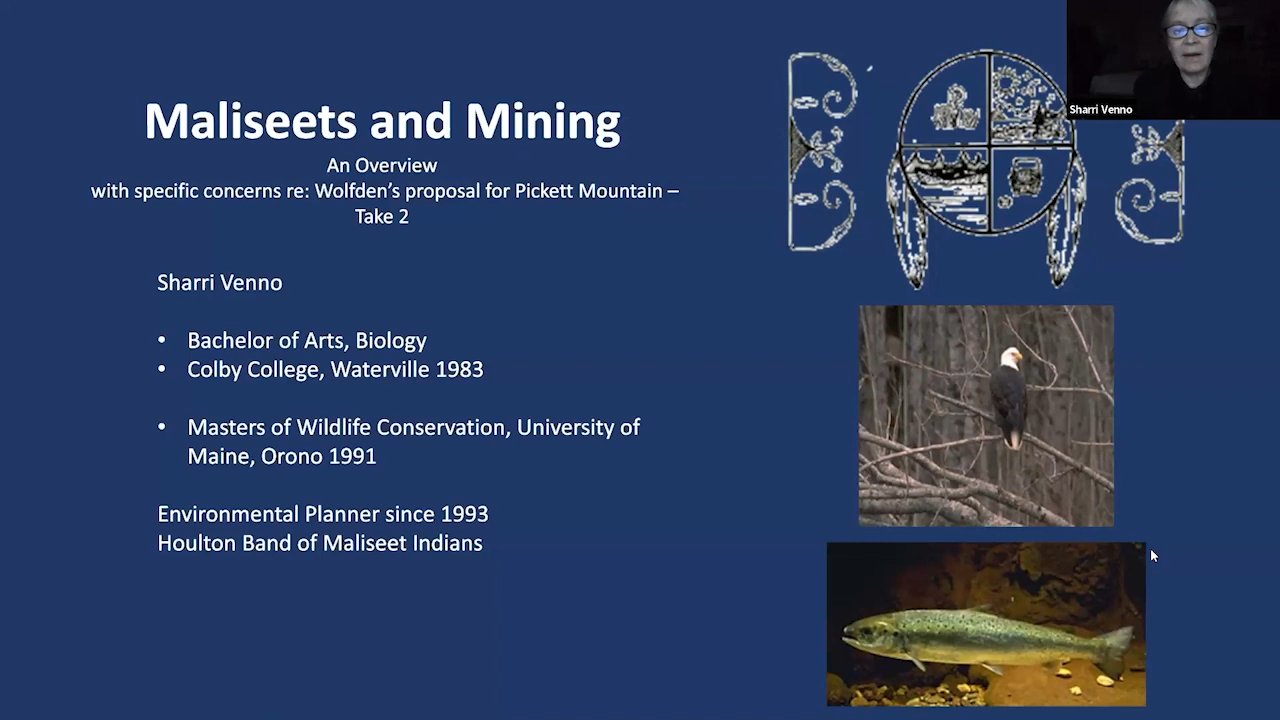 Maliseets and Mining
An Overview
with specific concerns re: Wolfden's proposal for Pickett Mountain –
Take 2
Sharri Venno
• Bachelor of Arts, Biology
• Colby College, Waterville 1983
• Masters of Wildlife Conservation, University of
Maine, Orono 1991
Environmental Planner since 1993
Houlton Band of Maliseet Indians
Sharri Venno